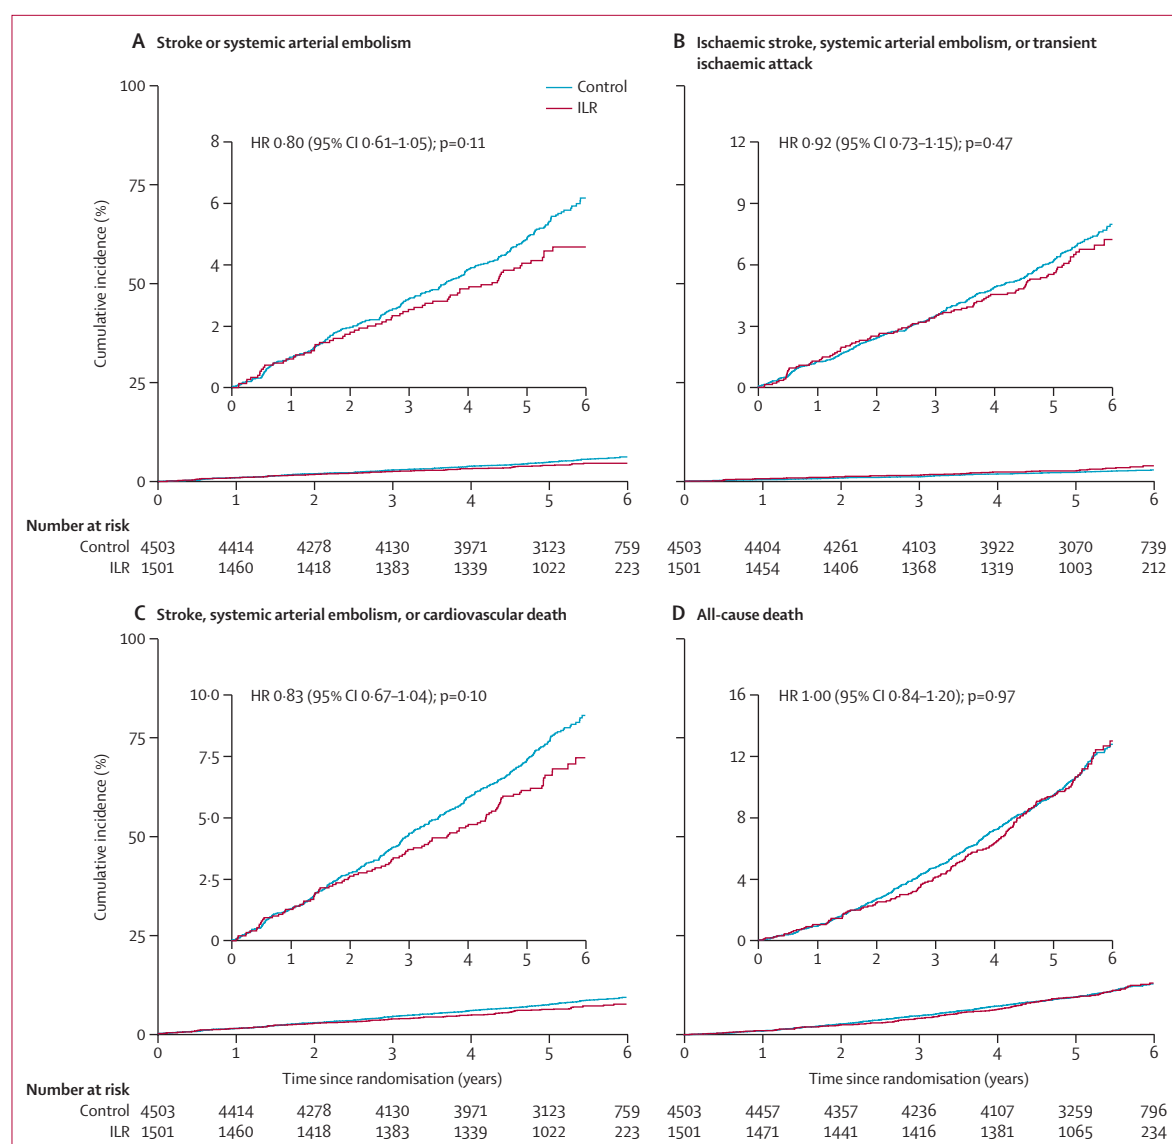 A Stroke or systemic arterial embolism
Control
ILR
HR 0·80 (95% CI 0·61–1·05); p=0·11
Cumulative incidence (%)
100
75
50
25
0
8
6
4
2
0
0 1 2 3 4 5 6
0 1 2 3 4 5 6
B Ischaemic stroke, systemic arterial embolism, or transient
ischaemic attack
HR 0·92 (95% CI 0·73–1·15); p=0·47
12
9
6
3
0
0 1 2 3 4 5 6
0 1 2 3 4 5 6
Number at risk
Control 4503 4414 4278 4130 3971 3123 759 4503 4404 4261 4103 3922 3070 739
ILR 1501 1460 1418 1383 1339 1022 223 1501 1454 1406 1368 1319 1003 212
C Stroke, systemic arterial embolism, or cardiovascular death
HR 0·83 (95% CI 0·67–1·04); p=0·10
Cumulative incidence (%)
100
75
50
25
0
10·0
7·5
5·0
2·5
0
0 1 2 3 4 5 6
0 1 2 3 4 5 6
Time since randomisation (years)
D All-cause death
HR 1·00 (95% CI 0·84–1·20); p=0·97
16
12
8
4
0
0 1 2 3 4 5 6
0 1 2 3 4 5 6
Time since randomisation (years)
Number at risk
Control 4503 4414 4278 4130 3971 3123 759 4503 4457 4357 4236 4107 3259 796
ILR 1501 1460 1418 1383 1339 1022 223 1501 1471 1441 1416 1381 1065 234